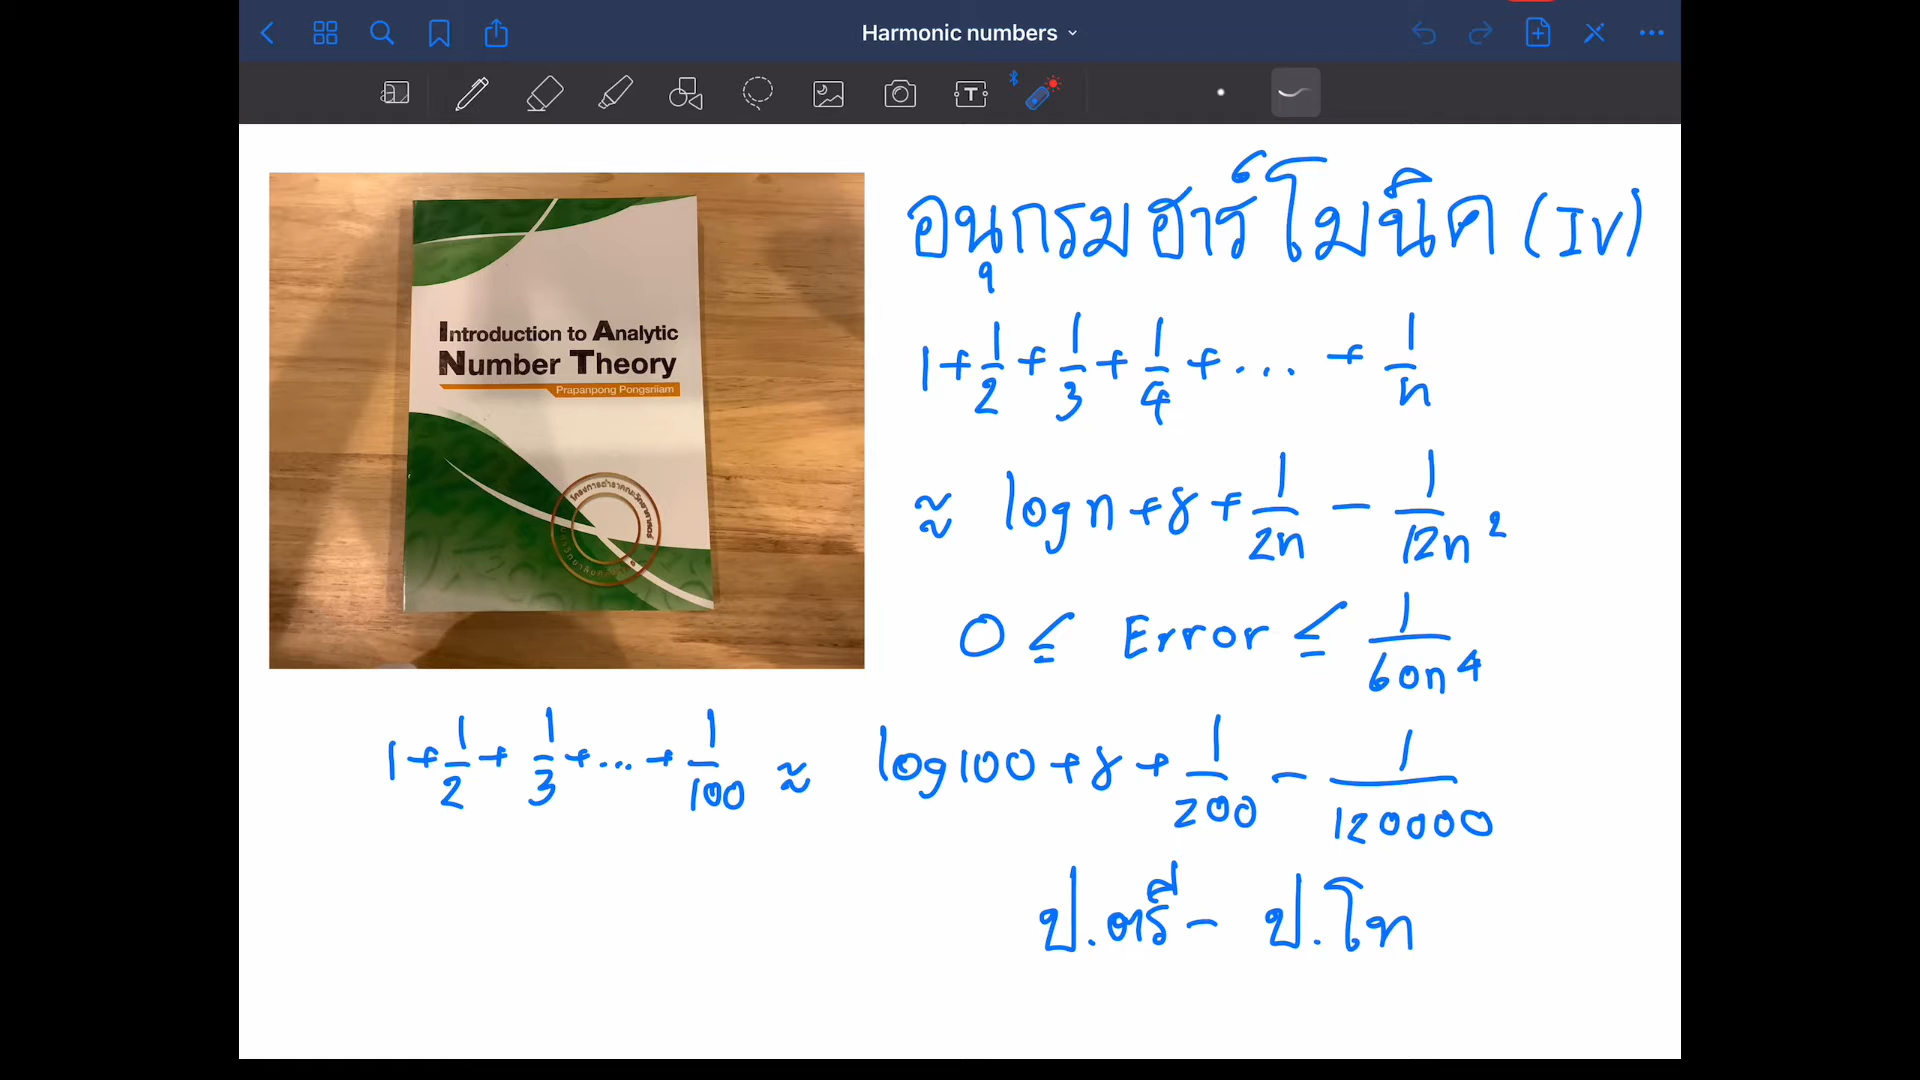 Harmonic numbers
T
Introduction to Analytic
Number Theory
Prapanpong Pongsriiam
อนุกรมฮาร์โมนิค (IV)
1 + 1/2 + 1/3 + 1/4 + ... + 1/n
≈ log n + γ + 1/2n - 1/12n²
0 ≤ Error ≤ 1/60n⁴
1 + 1/2 + 1/3 + ... + 1/100 ≈ log 100 + γ + 1/200 - 1/120000
ป.ตรี - ป.โท